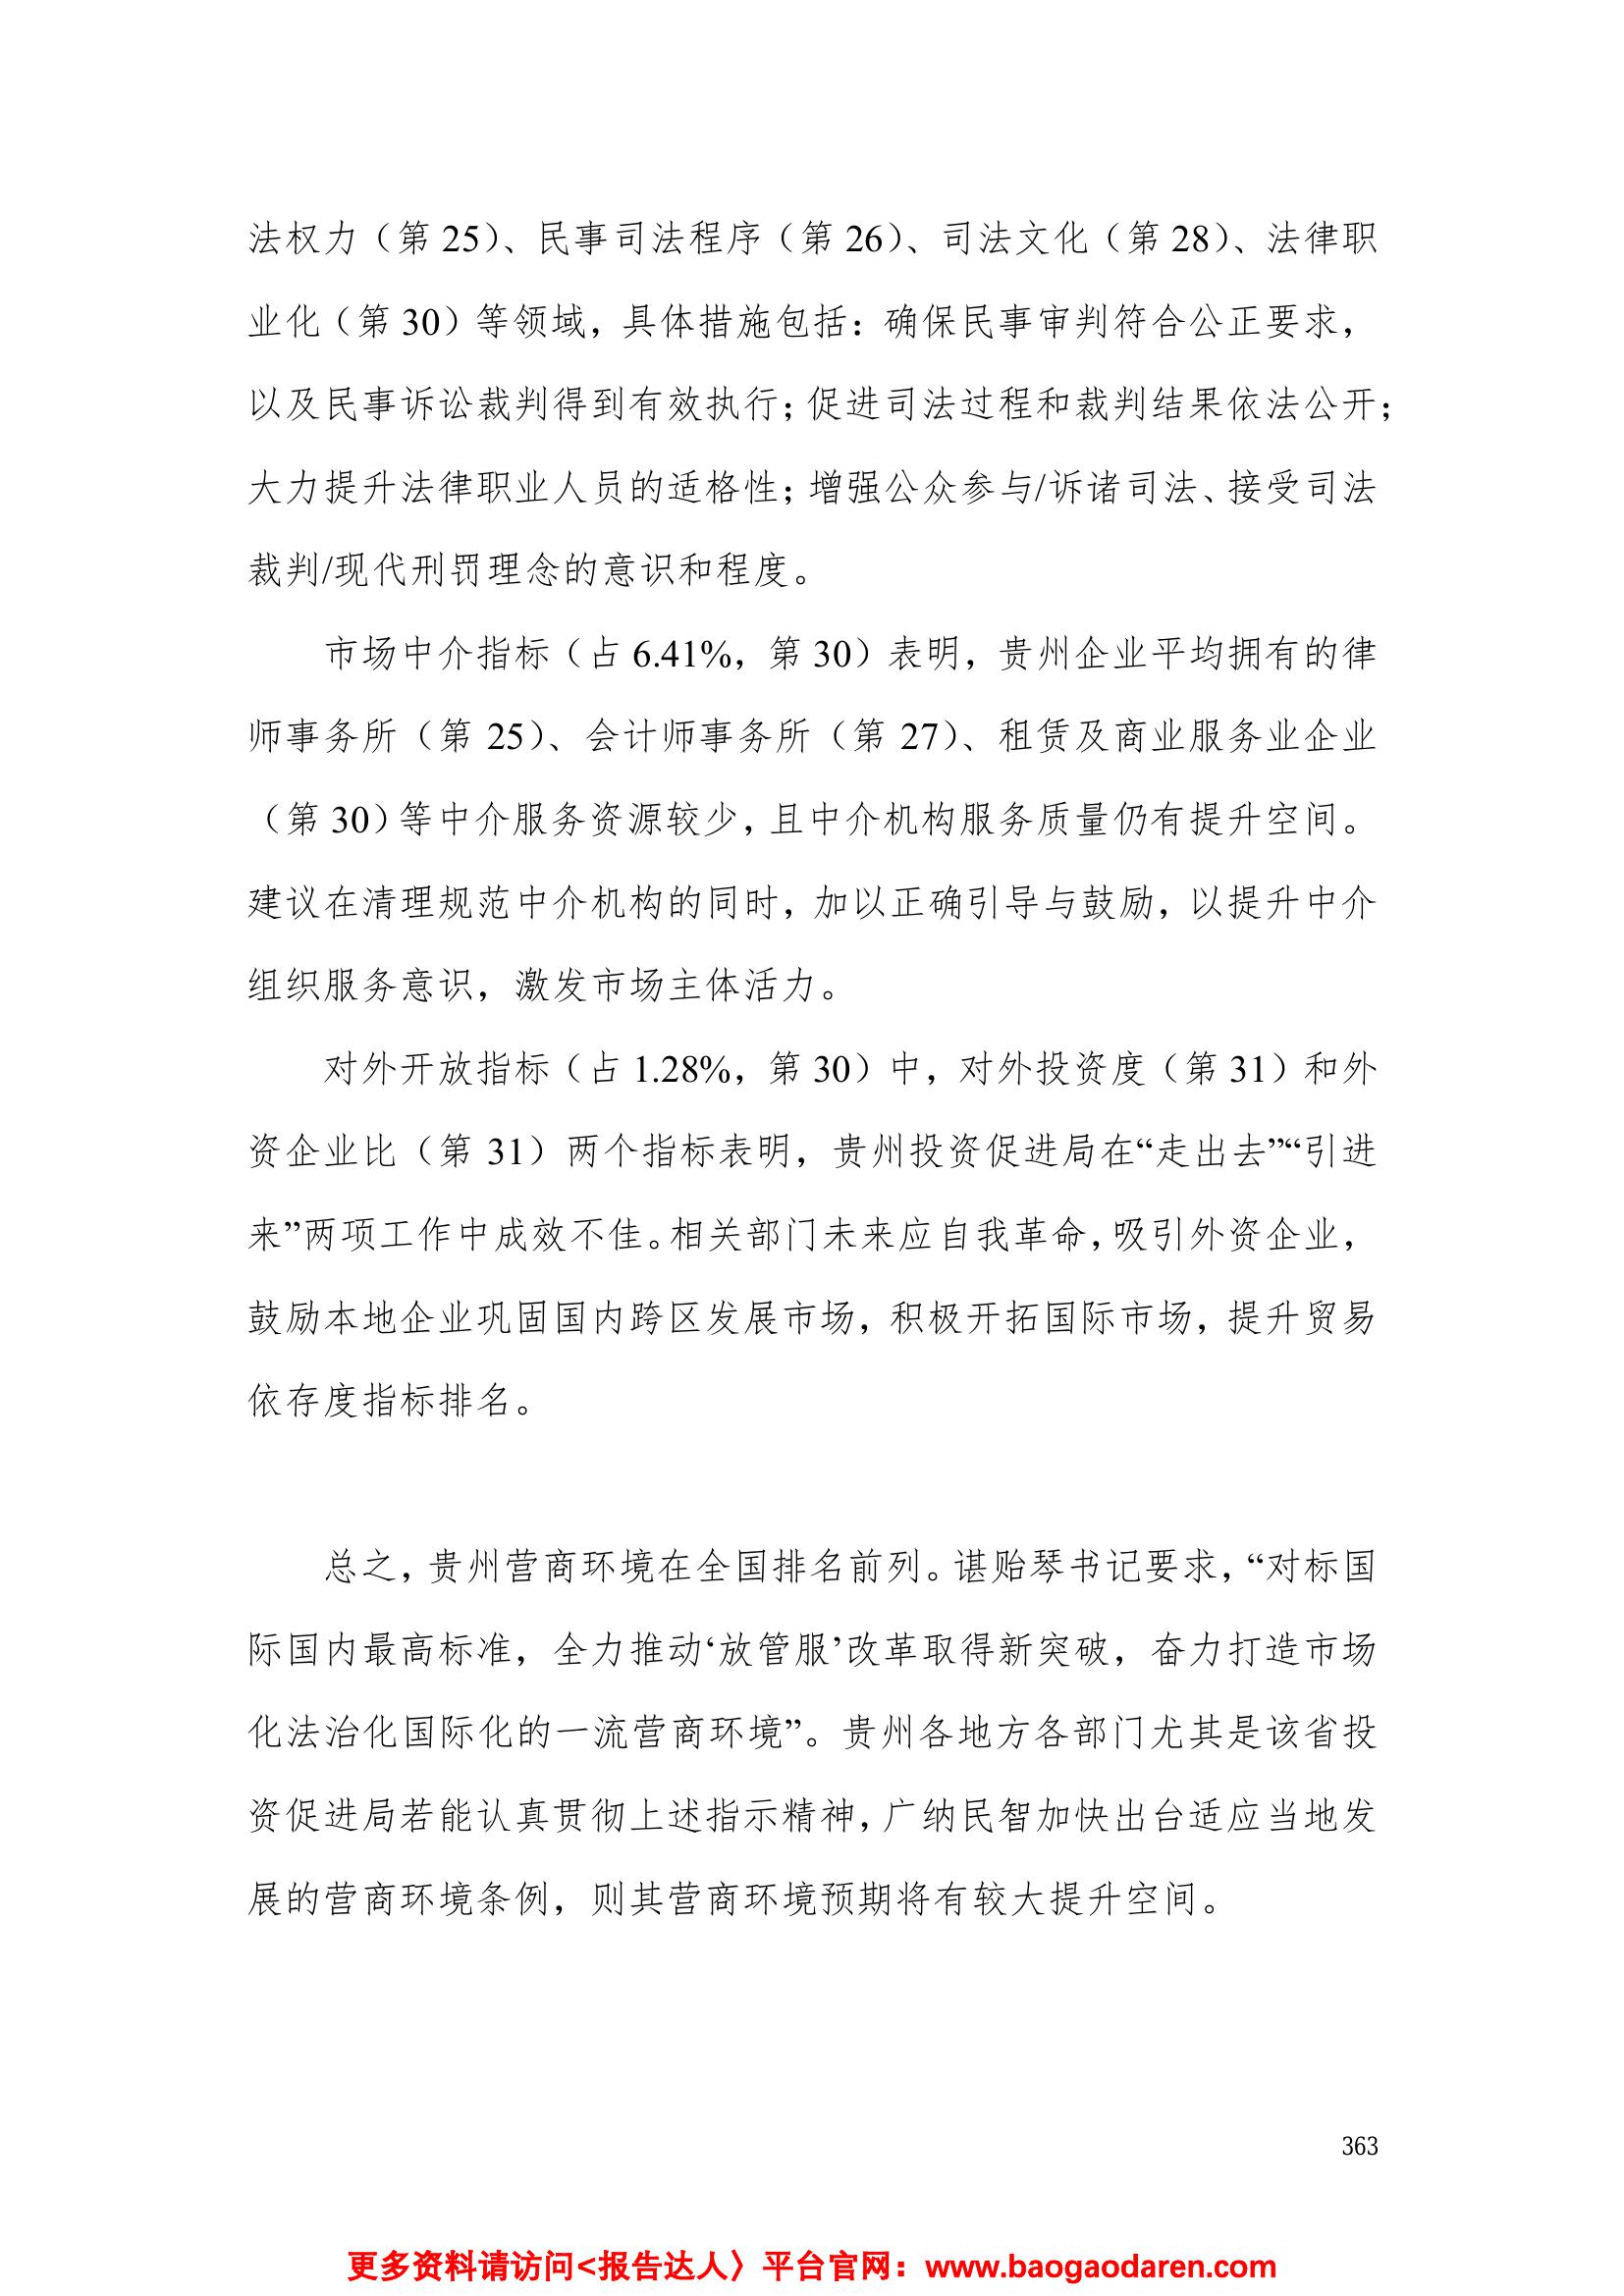 法权力（第 25）、民事司法程序（第 26）、司法文化（第 28）、法律职
业化（第 30）等领域，具体措施包括：确保民事审判符合公正要求，
以及民事诉讼裁判得到有效执行；促进司法过程和裁判结果依法公开；
大力提升法律职业人员的适格性；增强公众参与/诉诸司法、接受司法
裁判/现代刑罚理念的意识和程度。
市场中介指标（占 6.41%，第 30）表明，贵州企业平均拥有的律
师事务所（第 25）、会计师事务所（第 27）、租赁及商业服务业企业
（第 30）等中介服务资源较少，且中介机构服务质量仍有提升空间。
建议在清理规范中介机构的同时，加以正确引导与鼓励，以提升中介
组织服务意识，激发市场主体活力。
对外开放指标（占 1.28%，第 30）中，对外投资度（第 31）和外
资企业比（第 31）两个指标表明，贵州投资促进局在“走出去”“引进
来”两项工作中成效不佳。相关部门未来应自我革命，吸引外资企业，
鼓励本地企业巩固国内跨区发展市场，积极开拓国际市场，提升贸易
依存度指标排名。
总之，贵州营商环境在全国排名前列。谌贻琴书记要求，“对标国
际国内最高标准，全力推动‘放管服’改革取得新突破，奋力打造市场
化法治化国际化的一流营商环境”。贵州各地方各部门尤其是该省投
资促进局若能认真贯彻上述指示精神，广纳民智加快出台适应当地发
展的营商环境条例，则其营商环境预期将有较大提升空间。
363
更多资料请访问<报告达人〉平台官网：www.baogaodaren.com